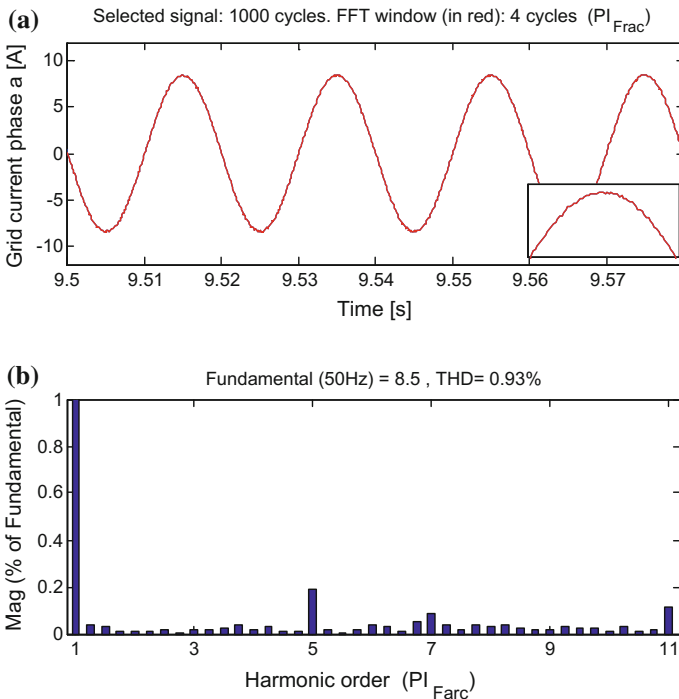 (a) Selected signal: 1000 cycles. FFT window (in red): 4 cycles (PI Frac)
Grid current phase a [A]
10
5
0
-5
-10
9.5 9.51 9.52 9.53 9.54 9.55 9.56 9.57
Time [s]
(b) Fundamental (50Hz) = 8.5 , THD= 0.93%
Mag (% of Fundamental)
1
0.8
0.6
0.4
0.2
0
1 3 5 7 9 11
Harmonic order (PI Farc)